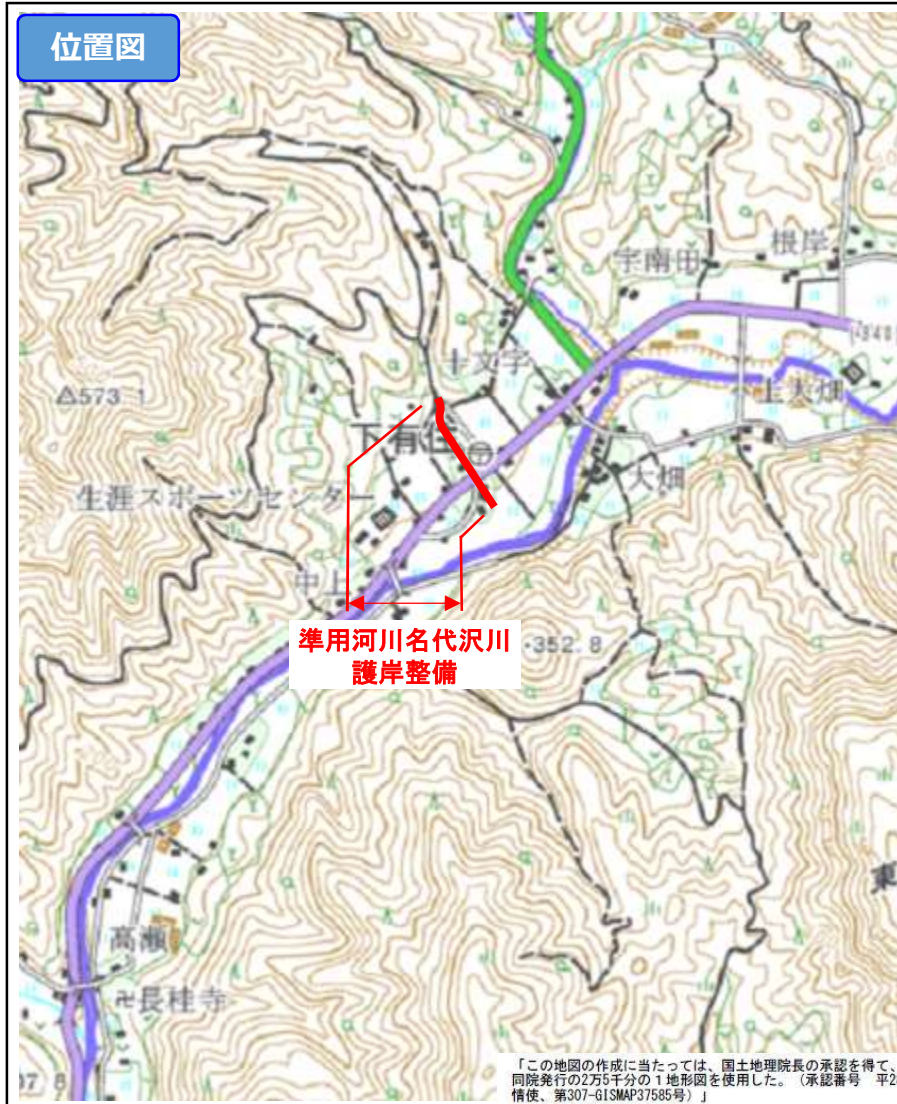 位置図
根岸
宇南田
十文字
上大畑
△573.1
下有住
大畑
生涯スポーツセンター
中上
準用河川名代沢川
護岸整備
・352.8
東
高瀬
卍長桂寺
「この地図の作成に当たっては、国土地理院長の承認を得て、
同院発行の2万5千分の1地形図を使用した。（承認番号　平2
情使、第307-GISMAP37585号）」